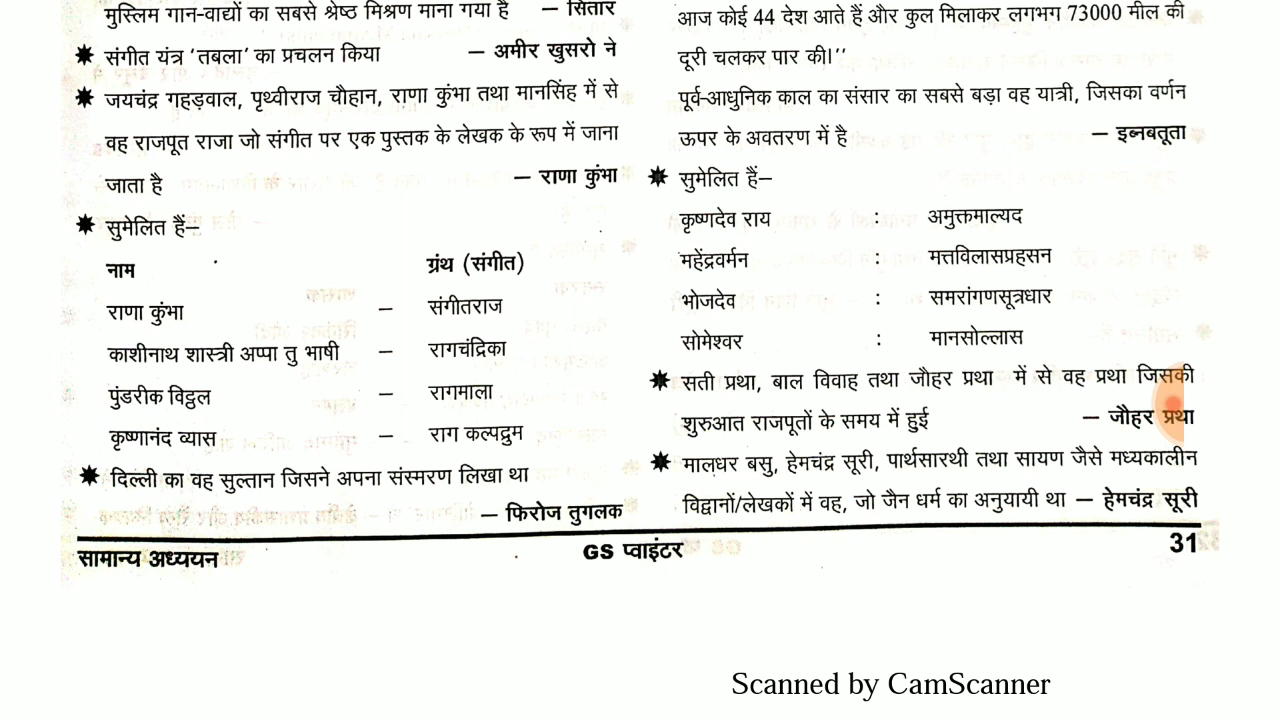 मुस्लिम गान-वाद्यों का सबसे श्रेष्ठ मिश्रण माना गया है – सितार
संगीत यंत्र ‘तबला’ का प्रचलन किया – अमीर खुसरो ने
जयचंद्र गहड़वाल, पृथ्वीराज चौहान, राणा कुंभा तथा मानसिंह में से
वह राजपूत राजा जो संगीत पर एक पुस्तक के लेखक के रूप में जाना
जाता है – राणा कुंभा
सुमेलित हैं–
नाम ग्रंथ (संगीत)
राणा कुंभा – संगीतराज
काशीनाथ शास्त्री अप्पा तु भाषी – रागचंद्रिका
पुंडरीक विट्ठल – रागमाला
कृष्णानंद व्यास – राग कल्पद्रुम
दिल्ली का वह सुल्तान जिसने अपना संस्मरण लिखा था
– फिरोज तुगलक
आज कोई 44 देश आते हैं और कुल मिलाकर लगभग 73000 मील की
दूरी चलकर पार की।’’
पूर्व-आधुनिक काल का संसार का सबसे बड़ा वह यात्री, जिसका वर्णन
ऊपर के अवतरण में है – इब्नबतूता
सुमेलित हैं–
कृष्णदेव राय : अमुक्तमाल्यद
महेंद्रवर्मन : मत्तविलासप्रहसन
भोजदेव : समरांगणसूत्रधार
सोमेश्वर : मानसोल्लास
सती प्रथा, बाल विवाह तथा जौहर प्रथा में से वह प्रथा जिसकी
शुरुआत राजपूतों के समय में हुई – जौहर प्रथा
मालधर बसु, हेमचंद्र सूरी, पार्थसारथी तथा सायण जैसे मध्यकालीन
विद्वानों/लेखकों में वह, जो जैन धर्म का अनुयायी था – हेमचंद्र सूरी
सामान्य अध्ययन GS प्वाइंटर 31
Scanned by CamScanner